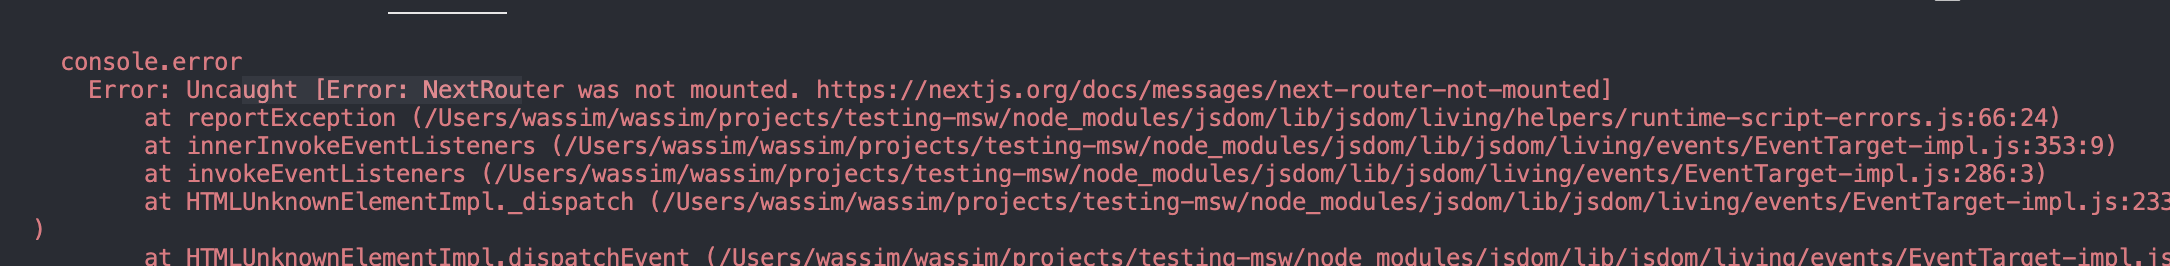 console.error
Error: Uncaught [Error: NextRouter was not mounted. https://nextjs.org/docs/messages/next-router-not-mounted]
at reportException (/Users/wassim/wassim/projects/testing-msw/node_modules/jsdom/lib/jsdom/living/helpers/runtime-script-errors.js:66:24)
at innerInvokeEventListeners (/Users/wassim/wassim/projects/testing-msw/node_modules/jsdom/lib/jsdom/living/events/EventTarget-impl.js:353:9)
at invokeEventListeners (/Users/wassim/wassim/projects/testing-msw/node_modules/jsdom/lib/jsdom/living/events/EventTarget-impl.js:286:3)
at HTMLUnknownElementImpl._dispatch (/Users/wassim/wassim/projects/testing-msw/node_modules/jsdom/lib/jsdom/living/events/EventTarget-impl.js:233
)
at HTMLUnknownElementImpl.dispatchEvent (/Users/wassim/wassim/projects/testing-msw/node_modules/jsdom/lib/jsdom/living/events/EventTarget-impl.js